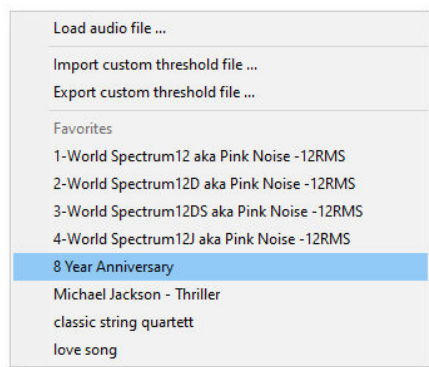 Load audio file ...
Import custom threshold file ...
Export custom threshold file ...
Favorites
1-World Spectrum12 aka Pink Noise -12RMS
2-World Spectrum12D aka Pink Noise -12RMS
3-World Spectrum12DS aka Pink Noise -12RMS
4-World Spectrum12J aka Pink Noise -12RMS
8 Year Anniversary
Michael Jackson - Thriller
classic string quartett
love song